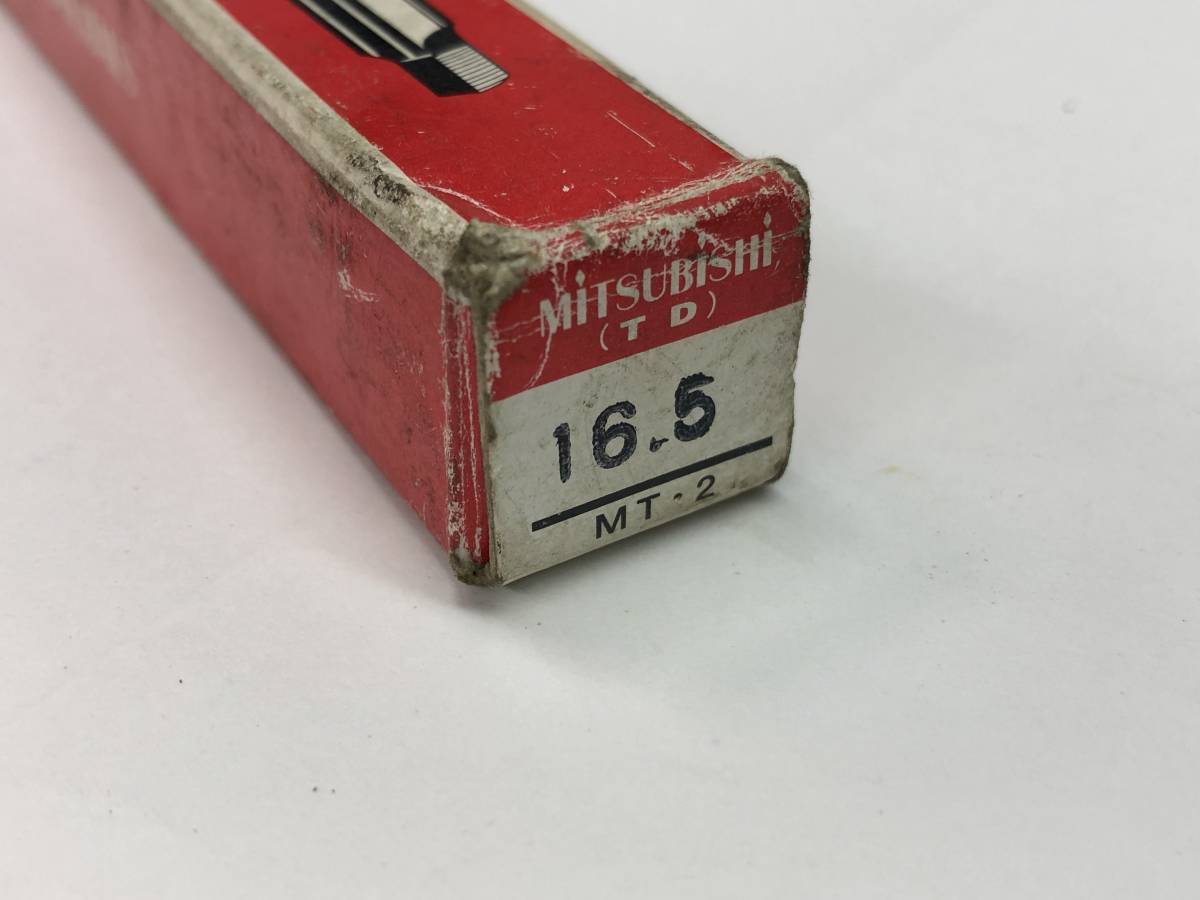 MiTSUBiSHi
(T D)
16.5
MT・2